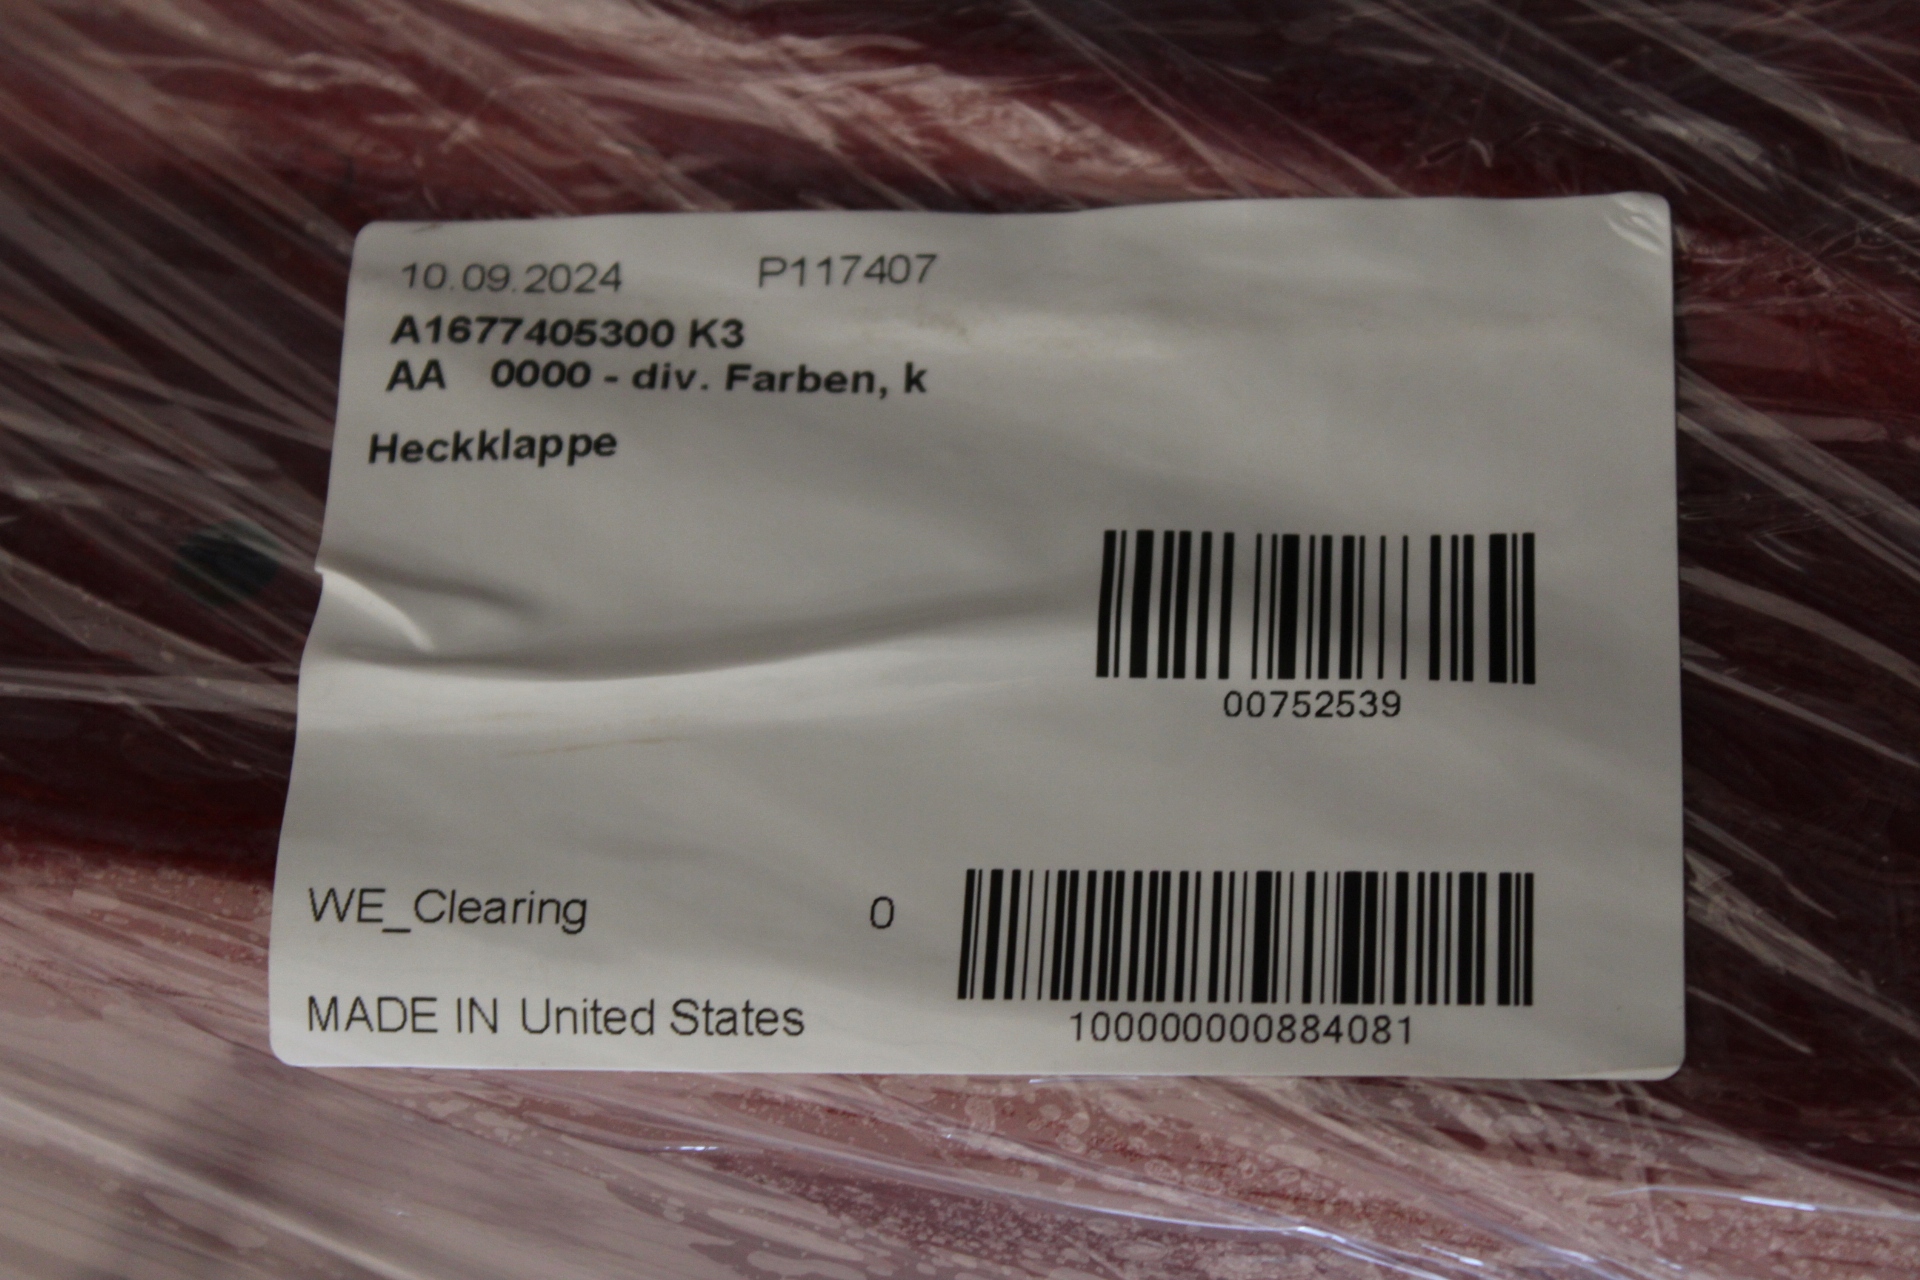 10.09.2024 P117407
A1677405300 K3
AA 0000 - div. Farben, k
Heckklappe
00752539
WE_Clearing 0
MADE IN United States
100000000884081